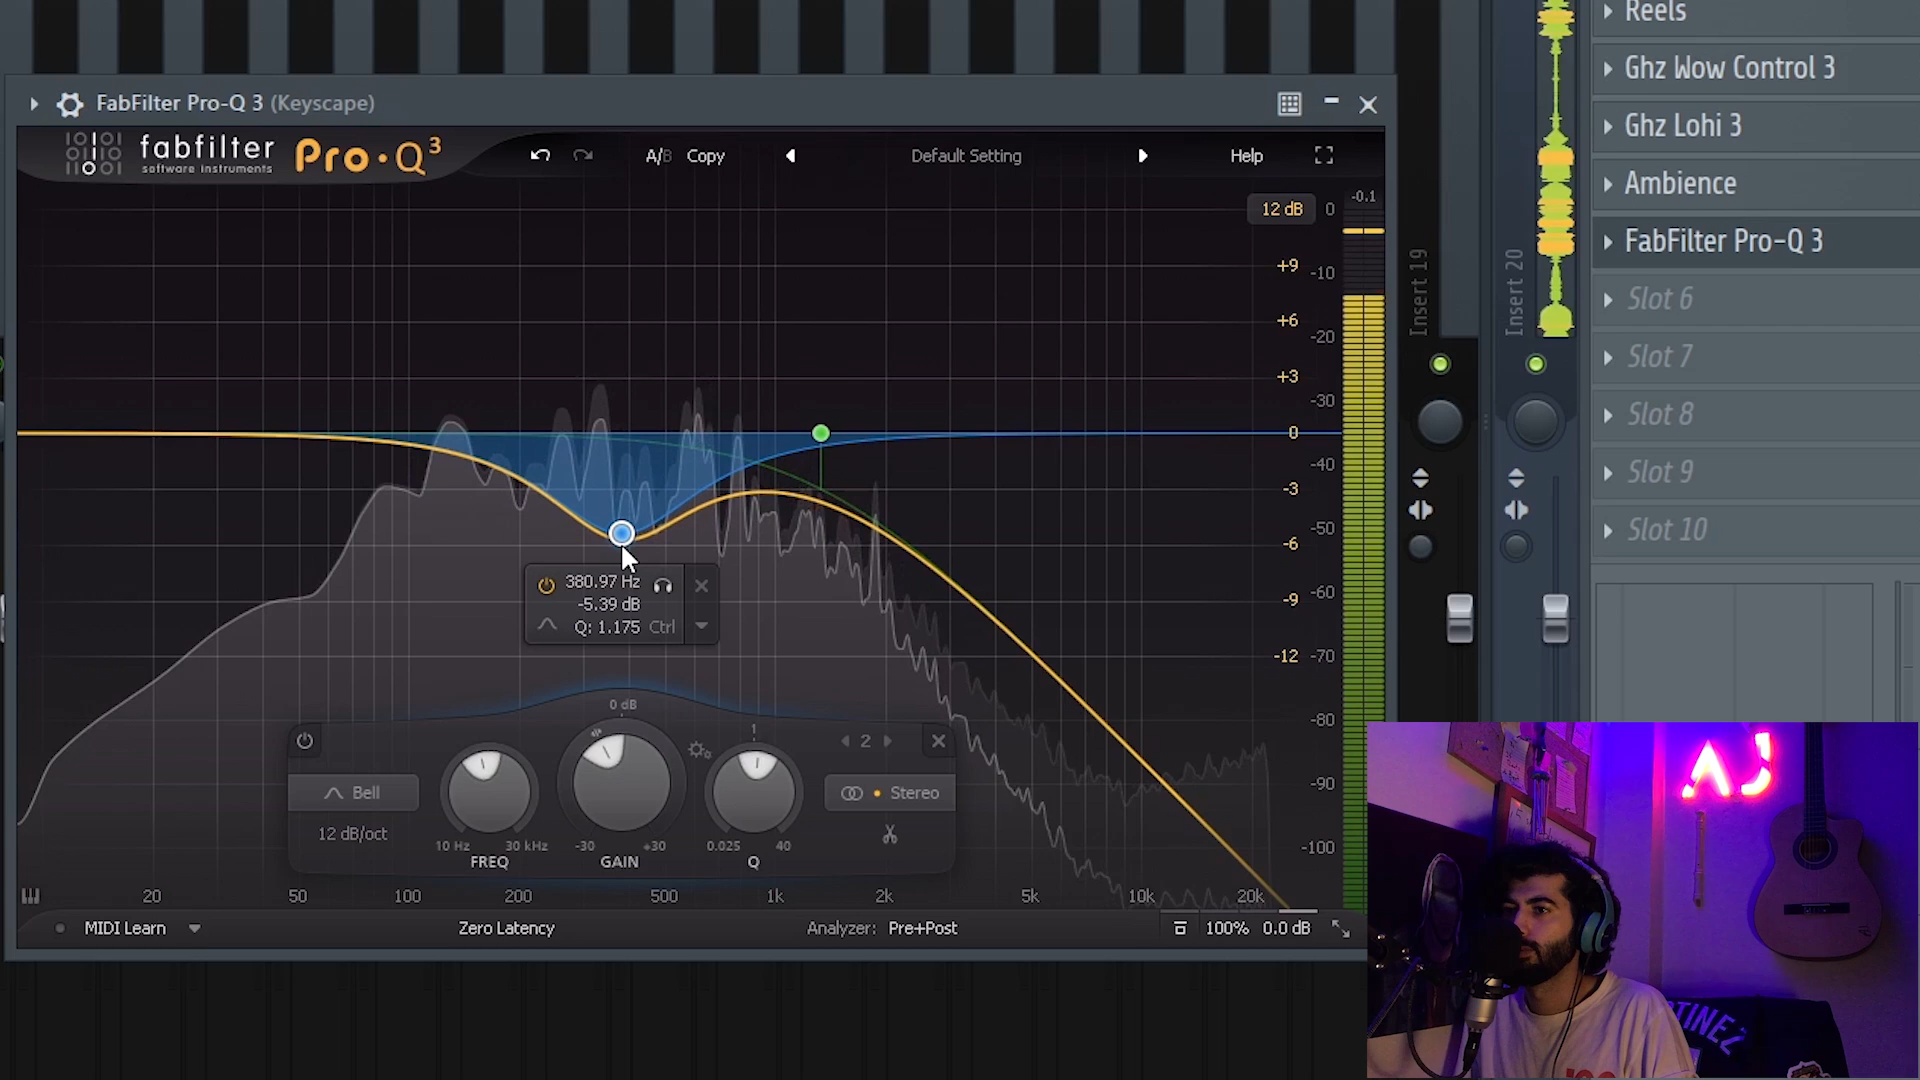 Reels
FabFilter Pro-Q 3 (Keyscape)
Ghz Wow Control 3
Ghz Lohi 3
Ambience
FabFilter Pro-Q 3
Slot 6
Slot 7
Slot 8
Slot 9
Slot 10
fabfilter
software instruments
Pro·Q3
A/B Copy
Default Setting
Help
12 dB
-0.1
0
+9
-10
+6
-20
+3
-30
0
-40
-3
-50
-6
-60
-9
-12
-70
-80
-90
-100
Insert 19
Insert 20
380.97 Hz
-5.39 dB
Q: 1.175 Ctrl
0 dB
1
2
Bell
12 dB/oct
10 Hz 30 kHz
FREQ
-30 +30
GAIN
0.025 40
Q
Stereo
20 50 100 200 500 1k 2k 5k 10k 20k
MIDI Learn
Zero Latency
Analyzer: Pre+Post
100% 0.0 dB
AJ
TINEZ